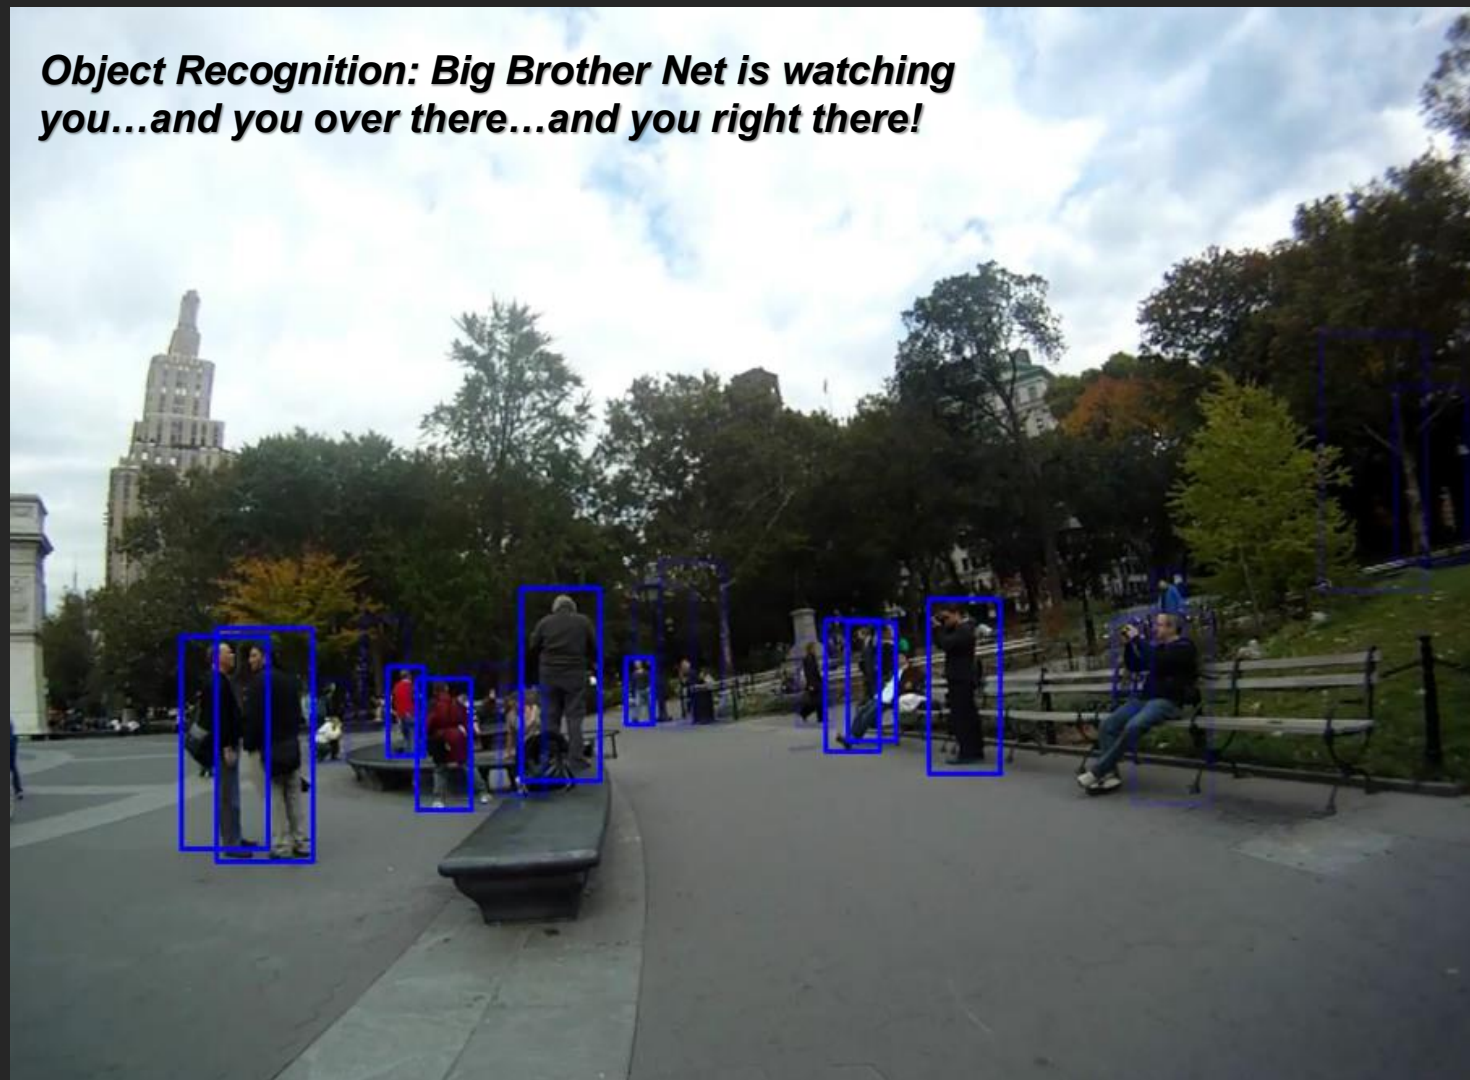 Object Recognition: Big Brother Net is watching
you…and you over there…and you right there!